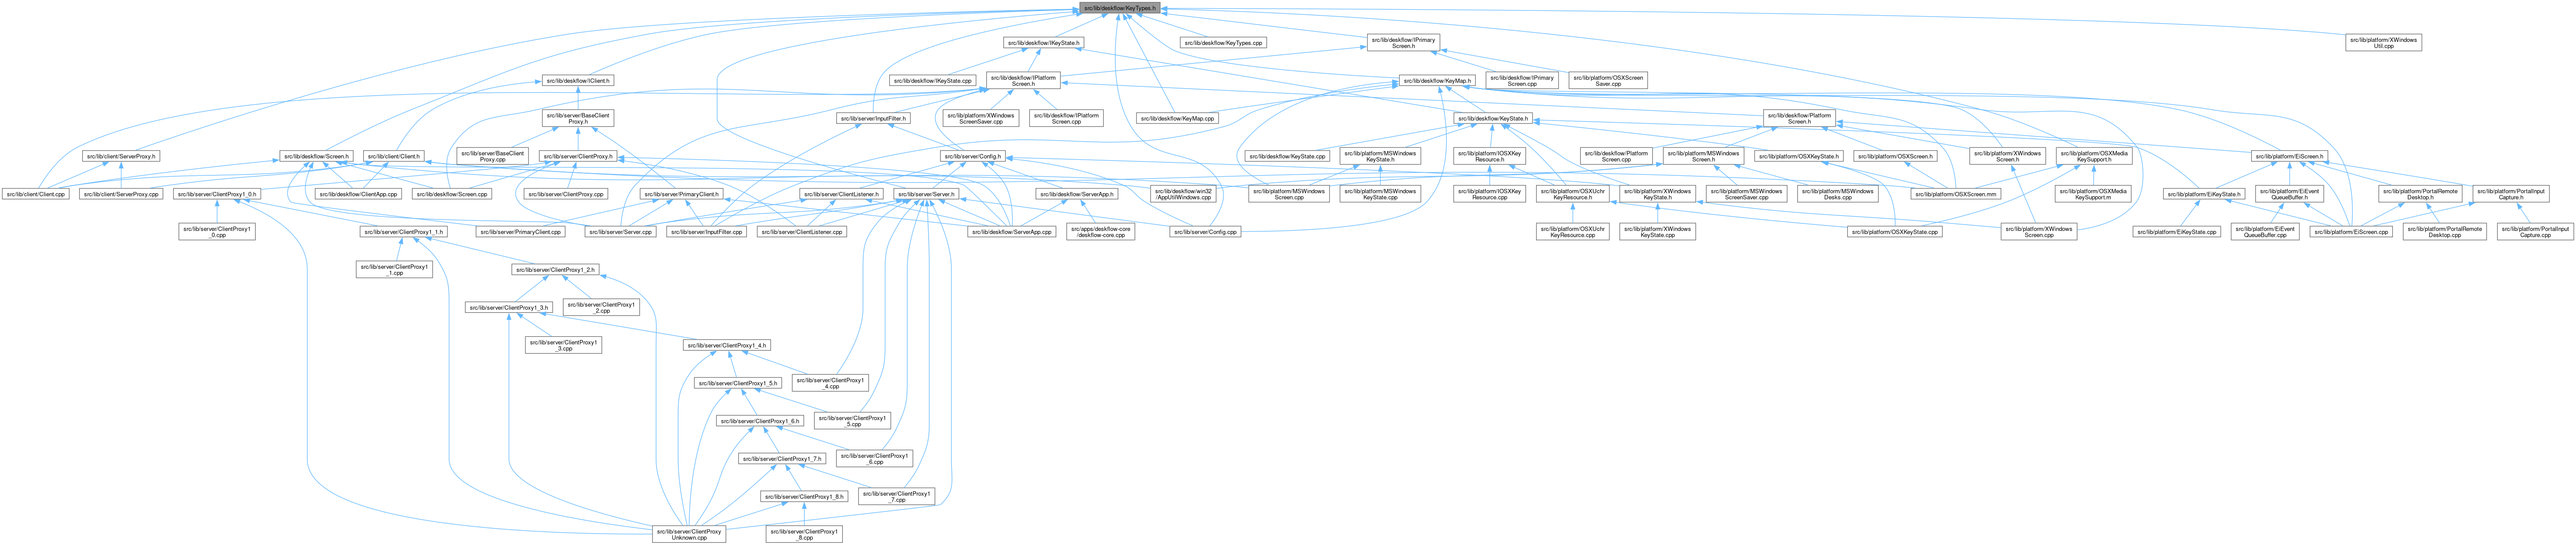 src/lib/deskflow/KeyTypes.h
src/lib/deskflow/IKeyState.h
src/lib/deskflow/KeyTypes.cpp
src/lib/deskflow/IPrimary
Screen.h
src/lib/platform/XWindows
Util.cpp
src/lib/deskflow/IClient.h
src/lib/deskflow/IKeyState.cpp
src/lib/deskflow/IPlatform
Screen.h
src/lib/deskflow/KeyMap.h
src/lib/deskflow/IPrimary
Screen.cpp
src/lib/platform/OSXScreen
Saver.cpp
src/lib/server/BaseClient
Proxy.h
src/lib/server/InputFilter.h
src/lib/platform/XWindows
ScreenSaver.cpp
src/lib/deskflow/IPlatform
Screen.cpp
src/lib/deskflow/KeyMap.cpp
src/lib/deskflow/KeyState.h
src/lib/deskflow/Platform
Screen.h
src/lib/client/ServerProxy.h
src/lib/deskflow/Screen.h
src/lib/client/Client.h
src/lib/server/BaseClient
Proxy.cpp
src/lib/server/ClientProxy.h
src/lib/server/Config.h
src/lib/deskflow/KeyState.cpp
src/lib/platform/MSWindows
KeyState.h
src/lib/platform/IOSXKey
Resource.h
src/lib/deskflow/Platform
Screen.cpp
src/lib/platform/MSWindows
Screen.h
src/lib/platform/OSXKeyState.h
src/lib/platform/OSXScreen.h
src/lib/platform/XWindows
Screen.h
src/lib/platform/OSXMedia
KeySupport.h
src/lib/platform/EiScreen.h
src/lib/client/Client.cpp
src/lib/client/ServerProxy.cpp
src/lib/server/ClientProxy1_0.h
src/lib/deskflow/ClientApp.cpp
src/lib/deskflow/Screen.cpp
src/lib/server/ClientProxy.cpp
src/lib/server/PrimaryClient.h
src/lib/server/ClientListener.h
src/lib/server/Server.h
src/lib/deskflow/ServerApp.h
src/lib/deskflow/win32
/AppUtilWindows.cpp
src/lib/platform/MSWindows
Screen.cpp
src/lib/platform/MSWindows
KeyState.cpp
src/lib/platform/IOSXKey
Resource.cpp
src/lib/platform/OSXUchr
KeyResource.h
src/lib/platform/XWindows
KeyState.h
src/lib/platform/MSWindows
ScreenSaver.cpp
src/lib/platform/MSWindows
Desks.cpp
src/lib/platform/OSXScreen.mm
src/lib/platform/OSXMedia
KeySupport.m
src/lib/platform/EiKeyState.h
src/lib/platform/EiEvent
QueueBuffer.h
src/lib/platform/PortalRemote
Desktop.h
src/lib/platform/PortalInput
Capture.h
src/lib/server/ClientProxy1
_0.cpp
src/lib/server/ClientProxy1_1.h
src/lib/server/PrimaryClient.cpp
src/lib/server/Server.cpp
src/lib/server/InputFilter.cpp
src/lib/server/ClientListener.cpp
src/lib/deskflow/ServerApp.cpp
src/apps/deskflow-core
/deskflow-core.cpp
src/lib/server/Config.cpp
src/lib/platform/OSXUchr
KeyResource.cpp
src/lib/platform/XWindows
KeyState.cpp
src/lib/platform/OSXKeyState.cpp
src/lib/platform/XWindows
Screen.cpp
src/lib/platform/EiKeyState.cpp
src/lib/platform/EiEvent
QueueBuffer.cpp
src/lib/platform/EiScreen.cpp
src/lib/platform/PortalRemote
Desktop.cpp
src/lib/platform/PortalInput
Capture.cpp
src/lib/server/ClientProxy1
_1.cpp
src/lib/server/ClientProxy1_2.h
src/lib/server/ClientProxy1_3.h
src/lib/server/ClientProxy1
_2.cpp
src/lib/server/ClientProxy1
_3.cpp
src/lib/server/ClientProxy1_4.h
src/lib/server/ClientProxy1_5.h
src/lib/server/ClientProxy1
_4.cpp
src/lib/server/ClientProxy1_6.h
src/lib/server/ClientProxy1
_5.cpp
src/lib/server/ClientProxy1_7.h
src/lib/server/ClientProxy1
_6.cpp
src/lib/server/ClientProxy1_8.h
src/lib/server/ClientProxy1
_7.cpp
src/lib/server/ClientProxy
Unknown.cpp
src/lib/server/ClientProxy1
_8.cpp